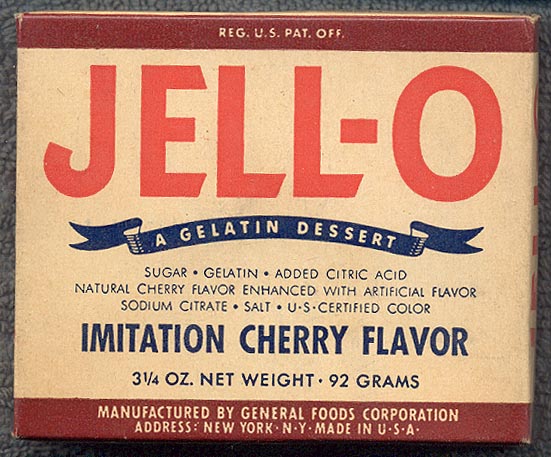 REG. U.S. PAT. OFF.
JELL-O
A GELATIN DESSERT
SUGAR • GELATIN • ADDED CITRIC ACID
NATURAL CHERRY FLAVOR ENHANCED WITH ARTIFICIAL FLAVOR
SODIUM CITRATE • SALT • U•S•CERTIFIED COLOR
IMITATION CHERRY FLAVOR
3¼ OZ. NET WEIGHT • 92 GRAMS
MANUFACTURED BY GENERAL FOODS CORPORATION
ADDRESS: NEW YORK•N•Y•MADE IN U•S•A•